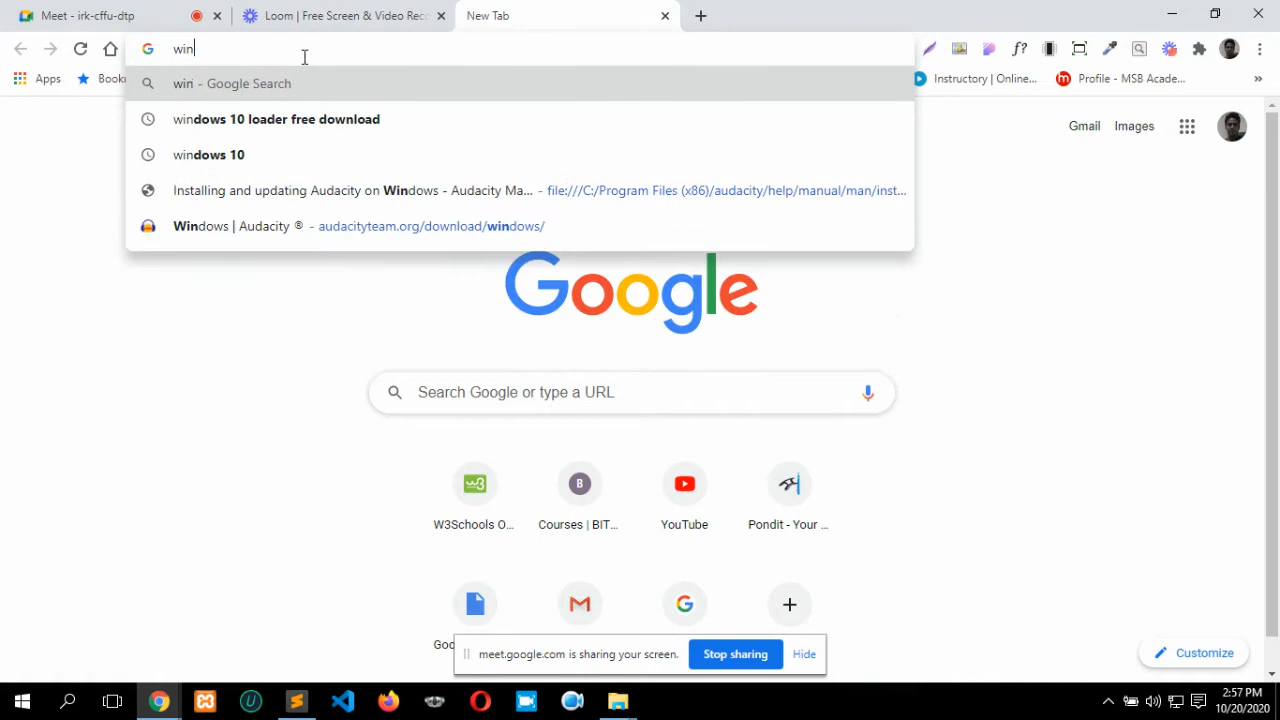 Meet - irk-cffu-dtp
Loom | Free Screen & Video Rec
New Tab
win
win - Google Search
windows 10 loader free download
windows 10
Installing and updating Audacity on Windows - Audacity Ma... - file:///C:/Program Files (x86)/audacity/help/manual/man/inst...
Windows | Audacity ® - audacityteam.org/download/windows/
Apps
Bookm
Instructory | Online...
Profile - MSB Acade...
»
Gmail
Images
Google
Search Google or type a URL
W3Schools O...
Courses | BIT...
YouTube
Pondit - Your ...
Goo
meet.google.com is sharing your screen.
Stop sharing
Hide
Customize
2:57 PM
10/20/2020